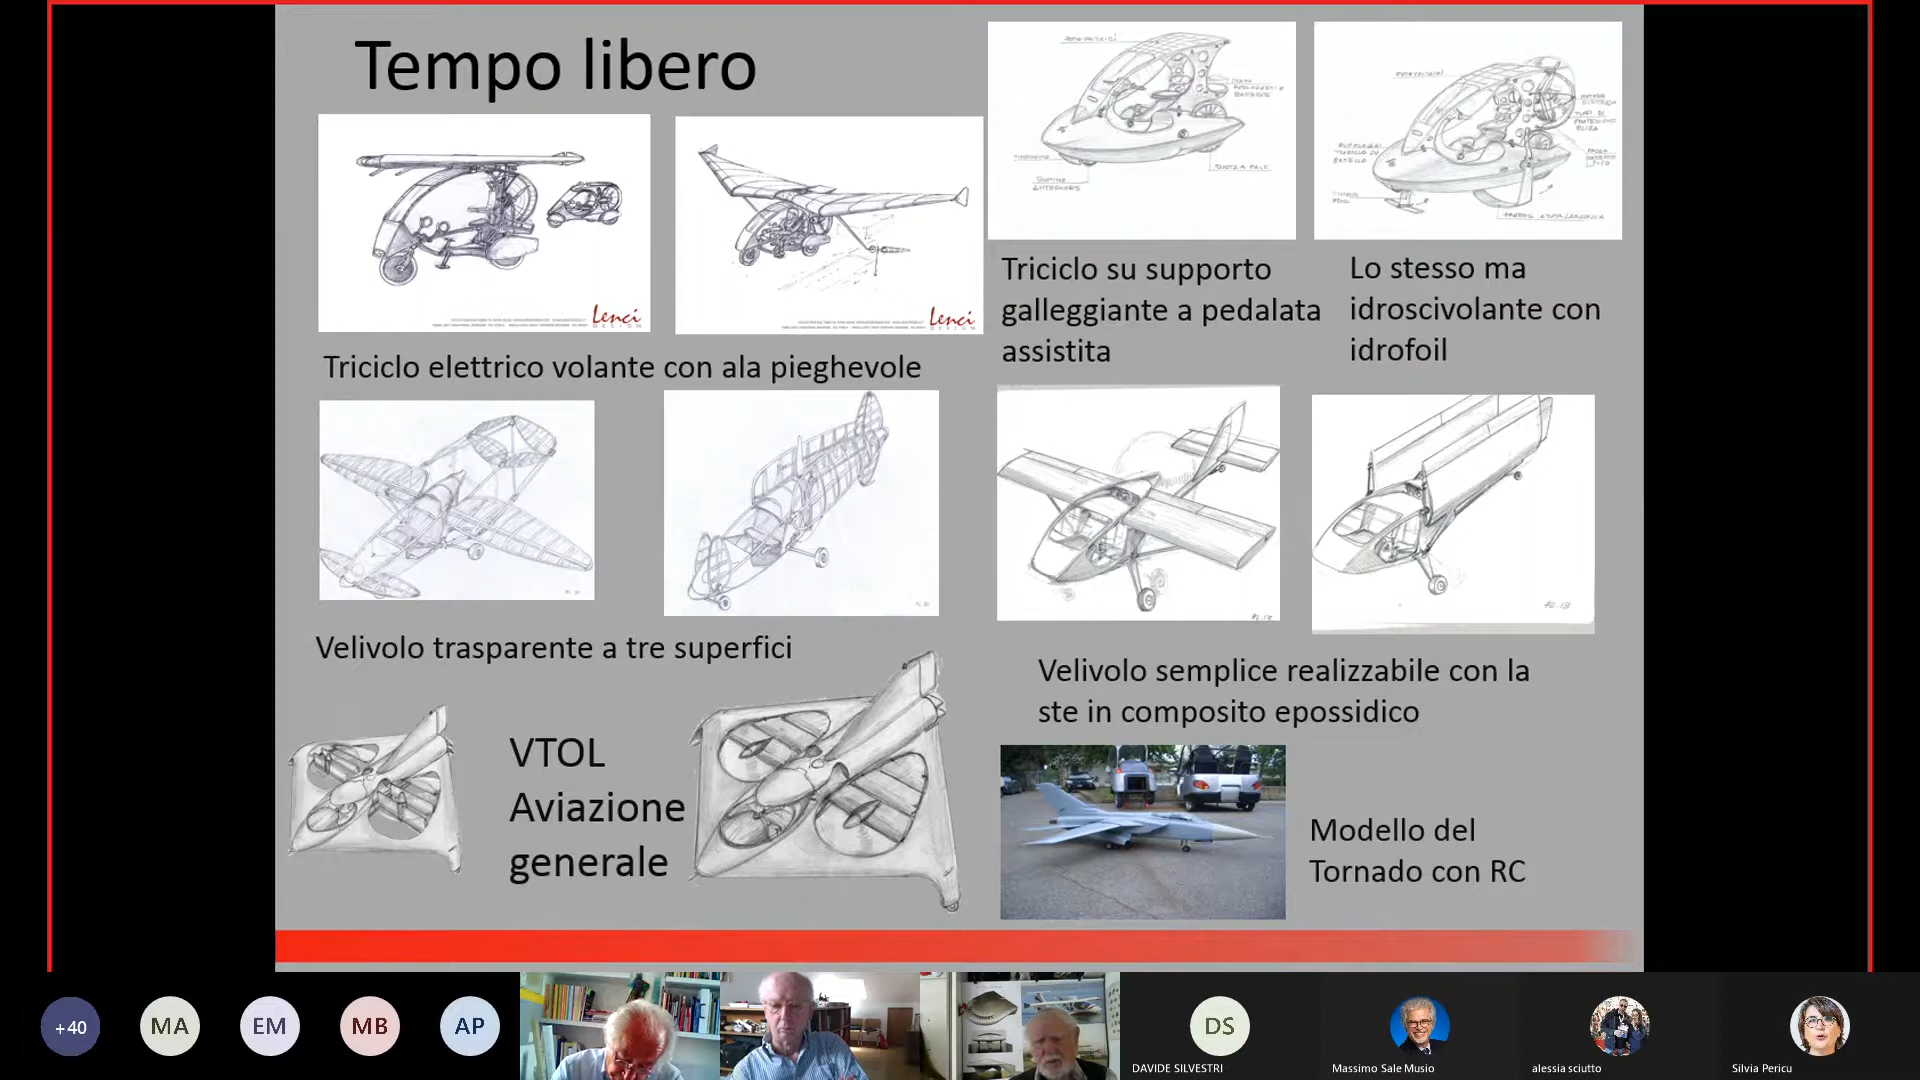 Tempo libero
Lenci
DESIGN
Lenci
DESIGN
Triciclo elettrico volante con ala pieghevole
Triciclo su supporto
galleggiante a pedalata
assistita
Lo stesso ma
idroscivolante con
idrofoil
Velivolo trasparente a tre superfici
Velivolo semplice realizzabile con la
ste in composito epossidico
VTOL
Aviazione
generale
Modello del
Tornado con RC
+40
MA
EM
MB
AP
DS
DAVIDE SILVESTRI
Massimo Sale Musio
alessia sciutto
Silvia Pericu